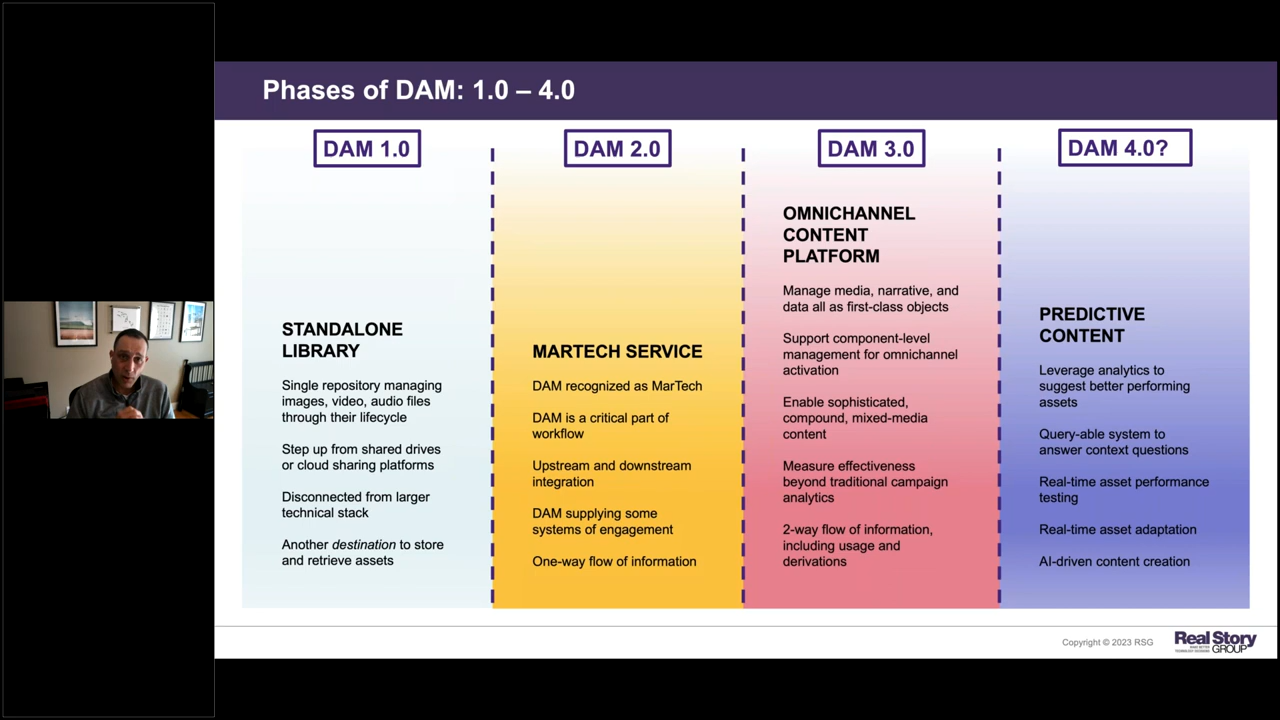 Phases of DAM: 1.0 – 4.0
DAM 1.0
STANDALONE
LIBRARY
Single repository managing
images, video, audio files
through their lifecycle
Step up from shared drives
or cloud sharing platforms
Disconnected from larger
technical stack
Another destination to store
and retrieve assets
DAM 2.0
MARTECH SERVICE
DAM recognized as MarTech
DAM is a critical part of
workflow
Upstream and downstream
integration
DAM supplying some
systems of engagement
One-way flow of information
DAM 3.0
OMNICHANNEL
CONTENT
PLATFORM
Manage media, narrative, and
data all as first-class objects
Support component-level
management for omnichannel
activation
Enable sophisticated,
compound, mixed-media
content
Measure effectiveness
beyond traditional campaign
analytics
2-way flow of information,
including usage and
derivations
DAM 4.0?
PREDICTIVE
CONTENT
Leverage analytics to
suggest better performing
assets
Query-able system to
answer context questions
Real-time asset performance
testing
Real-time asset adaptation
AI-driven content creation
Copyright © 2023 RSG
Real Story
GROUP